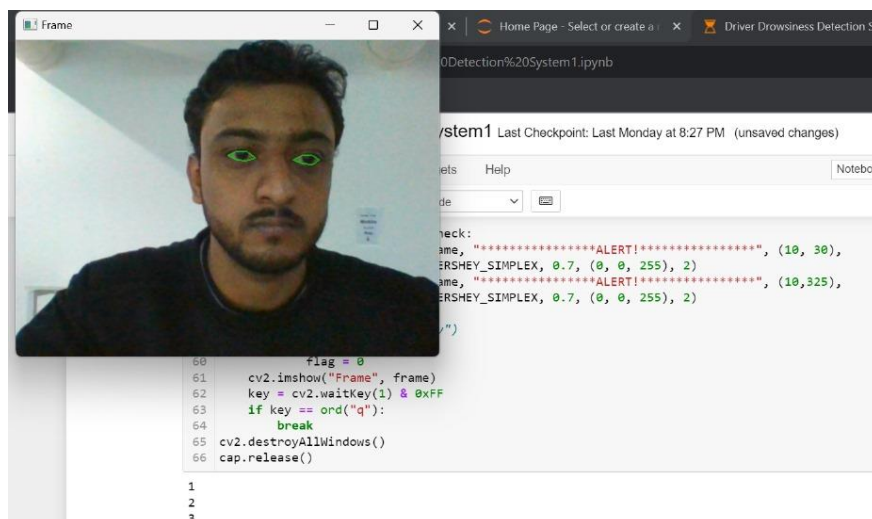 Frame
Home Page - Select or create a
Driver Drowsiness Detection S
0Detection%20System1.ipynb
ystem1 Last Checkpoint: Last Monday at 8:27 PM (unsaved changes)
ets Help
Notebo
de
heck:
ame, "****************ALERT!****************", (10, 30),
ERSHEY_SIMPLEX, 0.7, (0, 0, 255), 2)
ame, "****************ALERT!****************", (10,325),
ERSHEY_SIMPLEX, 0.7, (0, 0, 255), 2)
y")
60 flag = 0
61 cv2.imshow("Frame", frame)
62 key = cv2.waitKey(1) & 0xFF
63 if key == ord("q"):
64 break
65 cv2.destroyAllWindows()
66 cap.release()
1
2
3